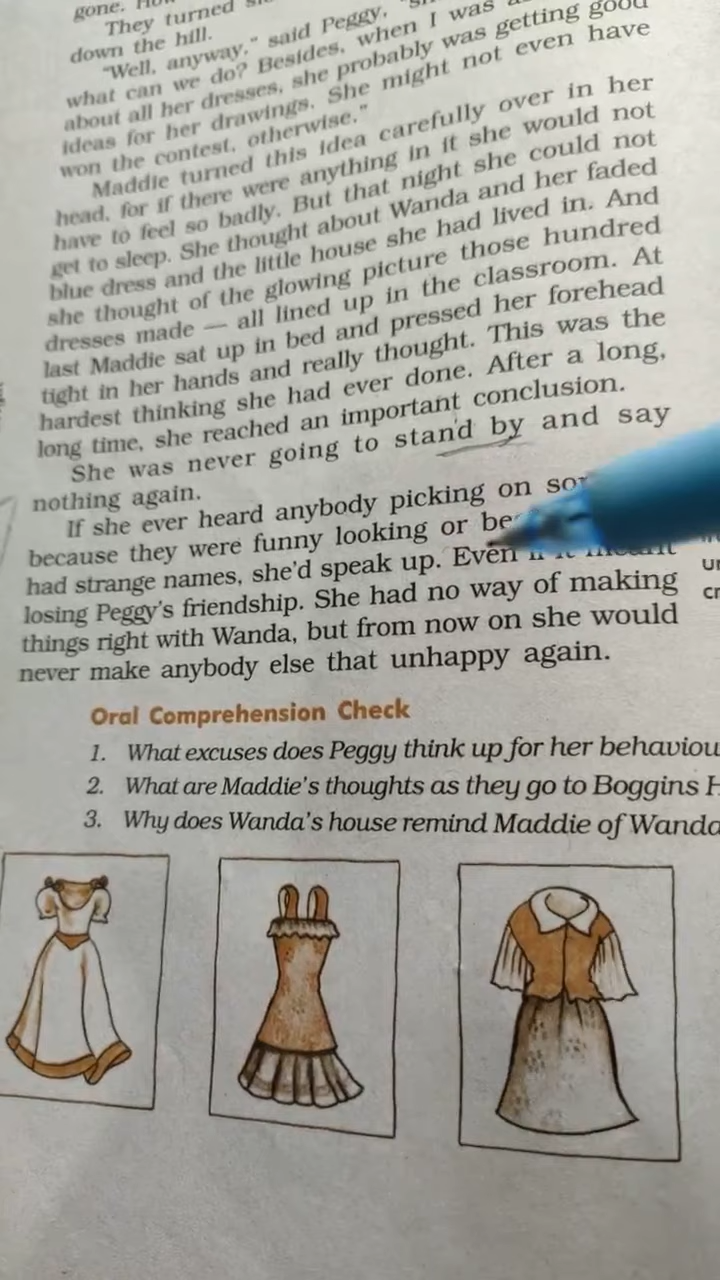 gone.
They turned
down the hill.
"Well, anyway," said Peggy,
what can we do? Besides, when I was
about all her dresses, she probably was getting good
ideas for her drawings. She might not even have
won the contest, otherwise."
Maddie turned this idea carefully over in her
head, for if there were anything in it she would not
have to feel so badly. But that night she could not
get to sleep. She thought about Wanda and her faded
blue dress and the little house she had lived in. And
she thought of the glowing picture those hundred
dresses made — all lined up in the classroom. At
last Maddie sat up in bed and pressed her forehead
tight in her hands and really thought. This was the
hardest thinking she had ever done. After a long,
long time, she reached an important conclusion.
She was never going to stand by and say
nothing again.
If she ever heard anybody picking on
because they were funny looking or
had strange names, she'd speak up. Even
losing Peggy's friendship. She had no way of making
things right with Wanda, but from now on she would
never make anybody else that unhappy again.
Oral Comprehension Check
1. What excuses does Peggy think up for her behaviou
2. What are Maddie's thoughts as they go to Boggins H
3. Why does Wanda's house remind Maddie of Wanda